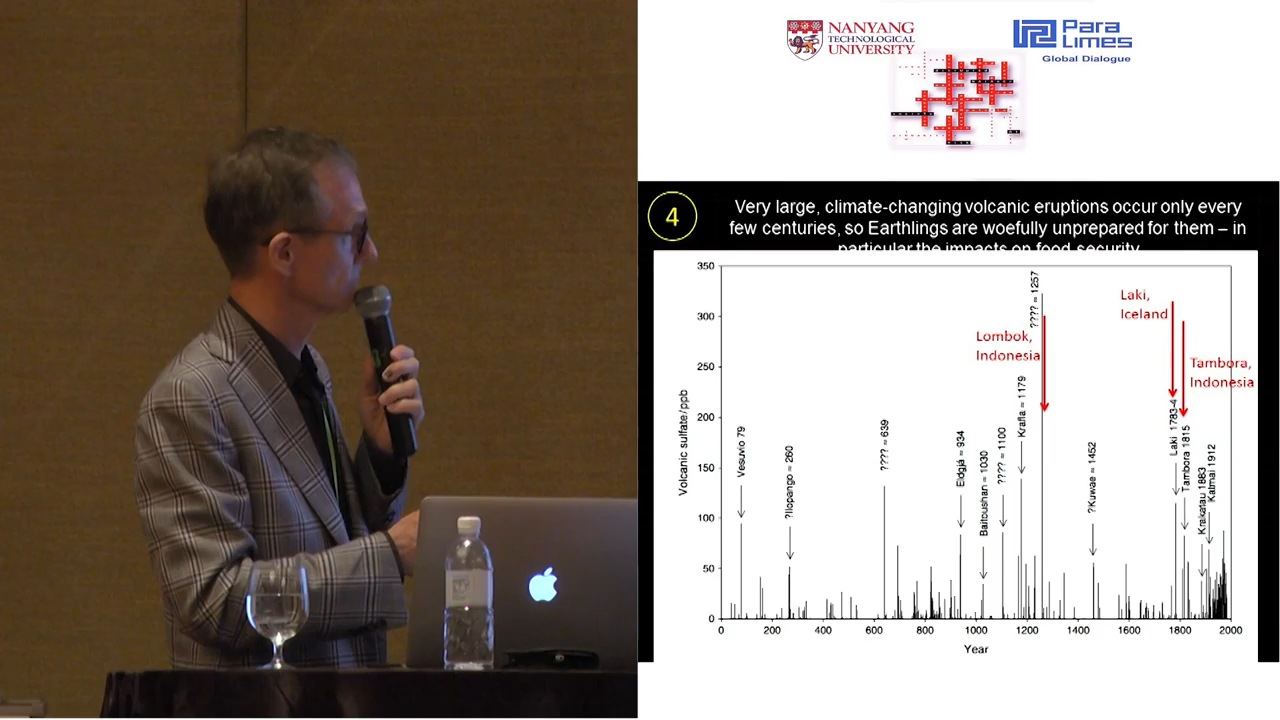 NANYANG
TECHNOLOGICAL
UNIVERSITY
Para
Limes
Global Dialogue
4
Very large, climate-changing volcanic eruptions occur only every
few centuries, so Earthlings are woefully unprepared for them – in
particular the impacts on food security
350
300
250
200
150
100
50
0
Volcanic sulfate/ppb
Vesuvio 79
?Ilopango ≈ 260
???? ≈ 639
Eldgjá ≈ 934
Baitoushan ≈ 1030
???? ≈ 1100
Krafla ≈ 1179
???? ≈ 1257
Lombok,
Indonesia
?Kuwae ≈ 1452
Laki,
Iceland
Laki 1783-4
Tambora,
Indonesia
Tambora 1815
Krakatau 1883
Katmai 1912
0
200
400
600
800
1000
1200
1400
1600
1800
2000
Year